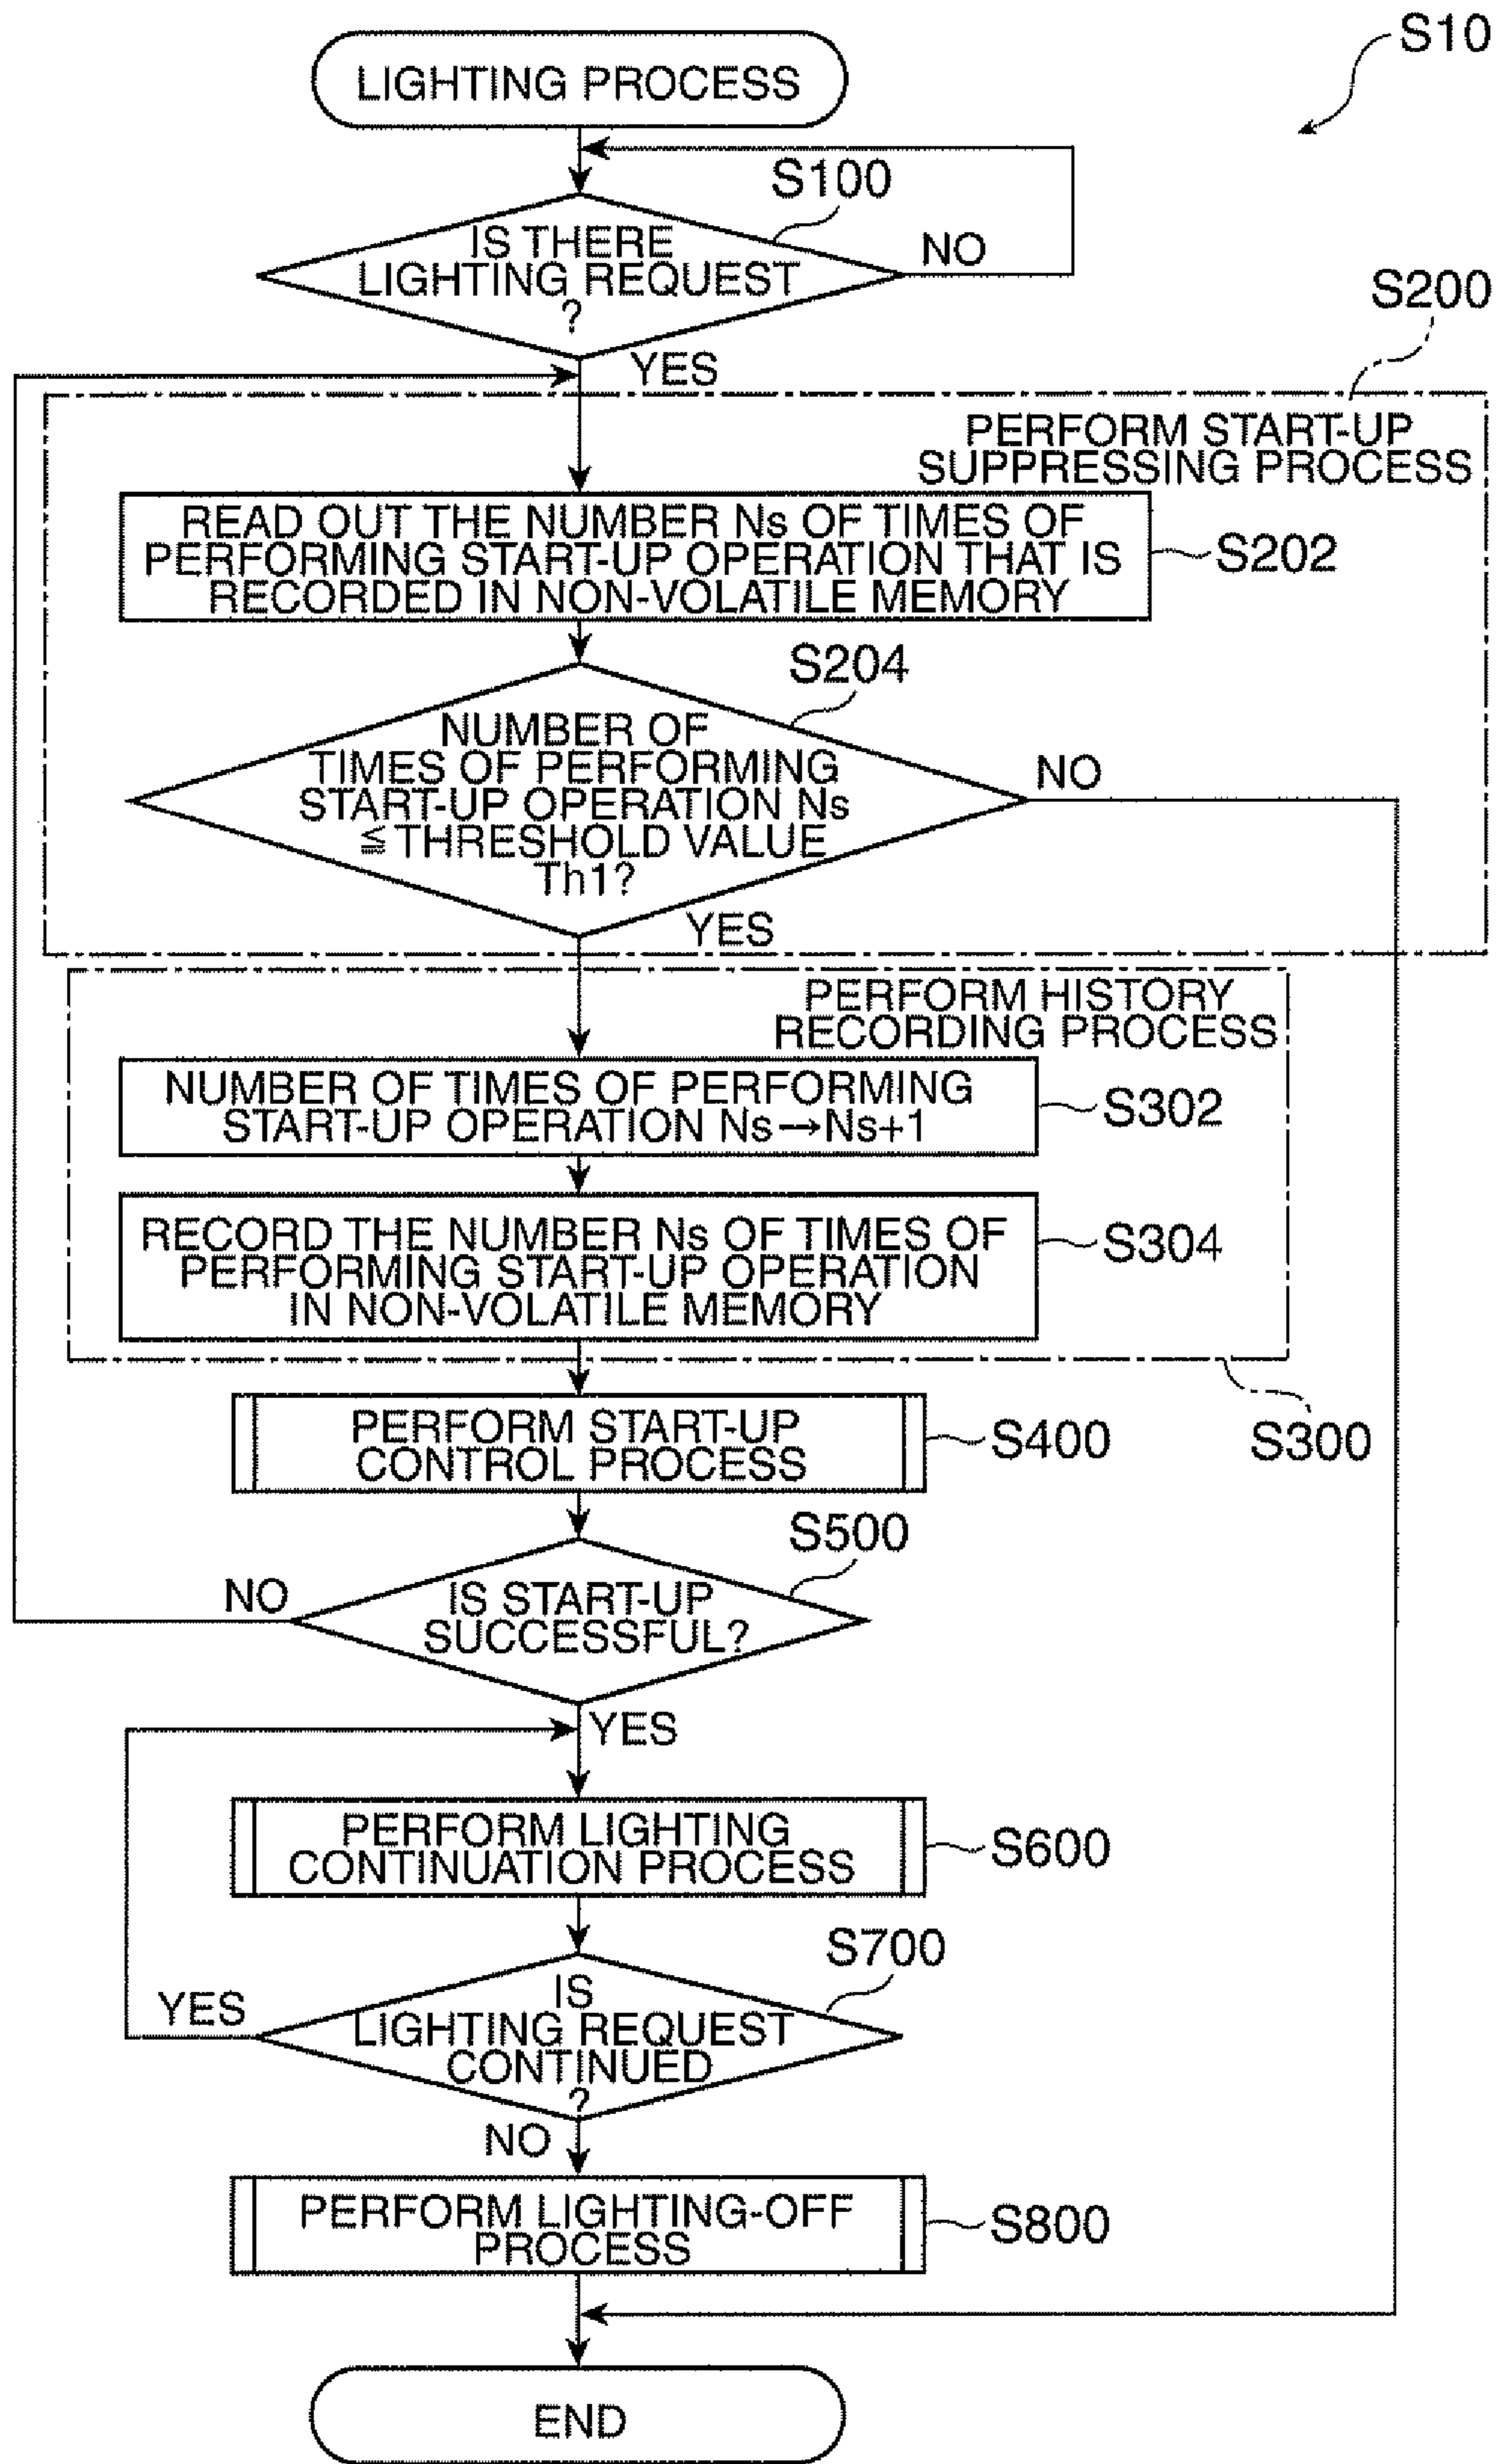 S10
LIGHTING PROCESS
S100
IS THERE
LIGHTING REQUEST
?
NO
YES
S200
PERFORM START-UP
SUPPRESSING PROCESS
READ OUT THE NUMBER Ns OF TIMES OF
PERFORMING START-UP OPERATION THAT IS
RECORDED IN NON-VOLATILE MEMORY
S202
S204
NUMBER OF
TIMES OF PERFORMING
START-UP OPERATION Ns
≦THRESHOLD VALUE
Th1?
NO
YES
PERFORM HISTORY
RECORDING PROCESS
NUMBER OF TIMES OF PERFORMING
START-UP OPERATION Ns→Ns+1
S302
RECORD THE NUMBER Ns OF TIMES OF
PERFORMING START-UP OPERATION
IN NON-VOLATILE MEMORY
S304
S300
PERFORM START-UP
CONTROL PROCESS
S400
S500
IS START-UP
SUCCESSFUL?
NO
YES
PERFORM LIGHTING
CONTINUATION PROCESS
S600
S700
IS
LIGHTING REQUEST
CONTINUED
?
YES
NO
PERFORM LIGHTING-OFF
PROCESS
S800
END